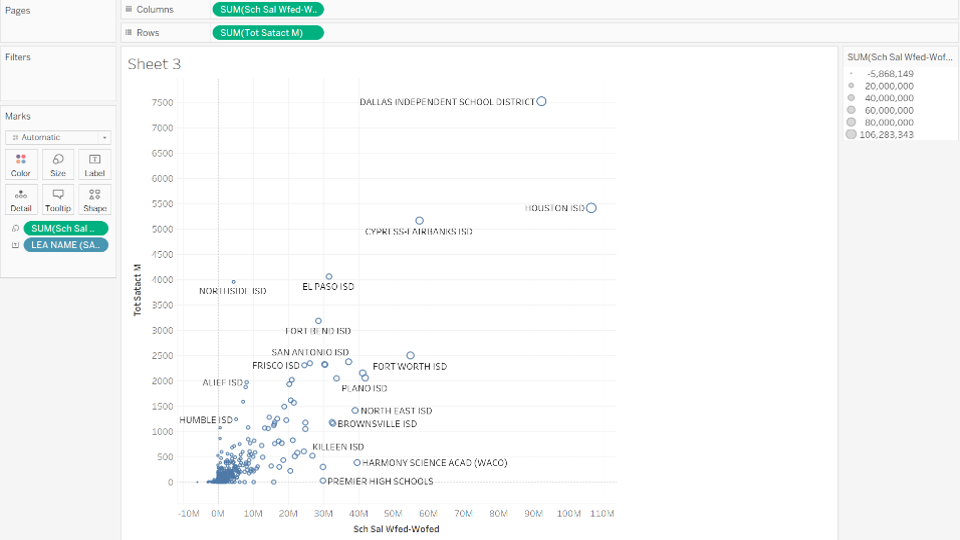 Pages
Columns
SUM(Sch Sal Wfed-W..
Rows
SUM(Tot Satact M)
Filters
Marks
Automatic
Color
Size
Label
Detail
Tooltip
Shape
SUM(Sch Sal ..
LEA NAME (SA..
Sheet 3
7500
7000
6500
6000
5500
5000
4500
4000
3500
3000
2500
2000
1500
1000
500
0
Tot Satact M
DALLAS INDEPENDENT SCHOOL DISTRICT
HOUSTON ISD
CYPRESS-FAIRBANKS ISD
EL PASO ISD
NORTHSIDE ISD
FORT BEND ISD
SAN ANTONIO ISD
FRISCO ISD
FORT WORTH ISD
ALIEF ISD
PLANO ISD
NORTH EAST ISD
HUMBLE ISD
BROWNSVILLE ISD
KILLEEN ISD
HARMONY SCIENCE ACAD (WACO)
PREMIER HIGH SCHOOLS
-10M 0M 10M 20M 30M 40M 50M 60M 70M 80M 90M 100M 110M
Sch Sal Wfed-Wofed
SUM(Sch Sal Wfed-Wof...
-5,868,149
20,000,000
40,000,000
60,000,000
80,000,000
106,283,343